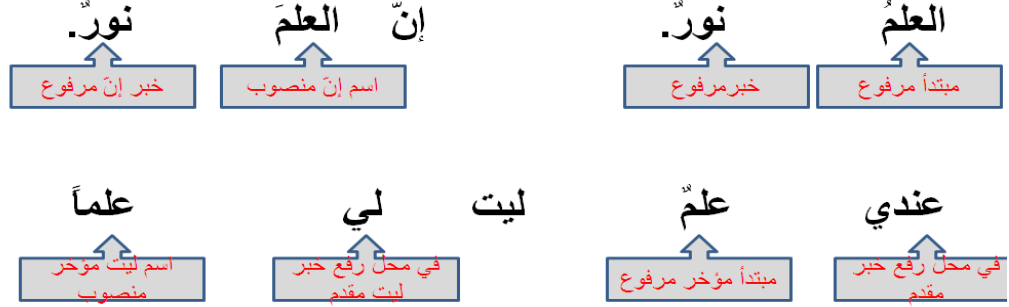 العلمُ نورٌ. إنّ العلمَ نورٌ.
مبتدأ مرفوع خبرمرفوع اسم إنّ منصوب خبر إنّ مرفوع
عندي علمٌ ليت لي علماً
في محل رفع خبر مقدم مبتدأ مؤخر مرفوع في محل رفع خبر ليت مقدم اسم ليت مؤخر منصوب